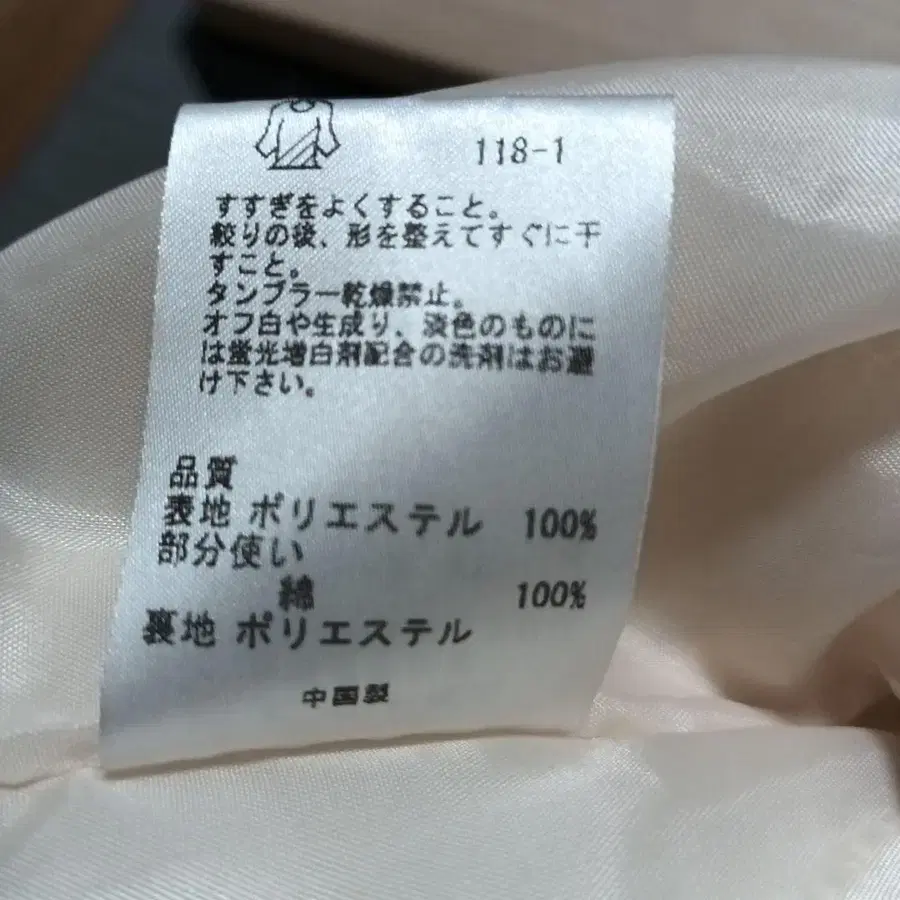 118-1
すすぎをよくすること。
絞りの後、形を整えてすぐに干
すこと。
タンブラー乾燥禁止。
オフ白や生成り、淡色のものに
は蛍光増白剤配合の洗剤はお避
け下さい。
品質
表地 ポリエステル 100%
部分使い
綿 100%
裏地 ポリエステル
中国製